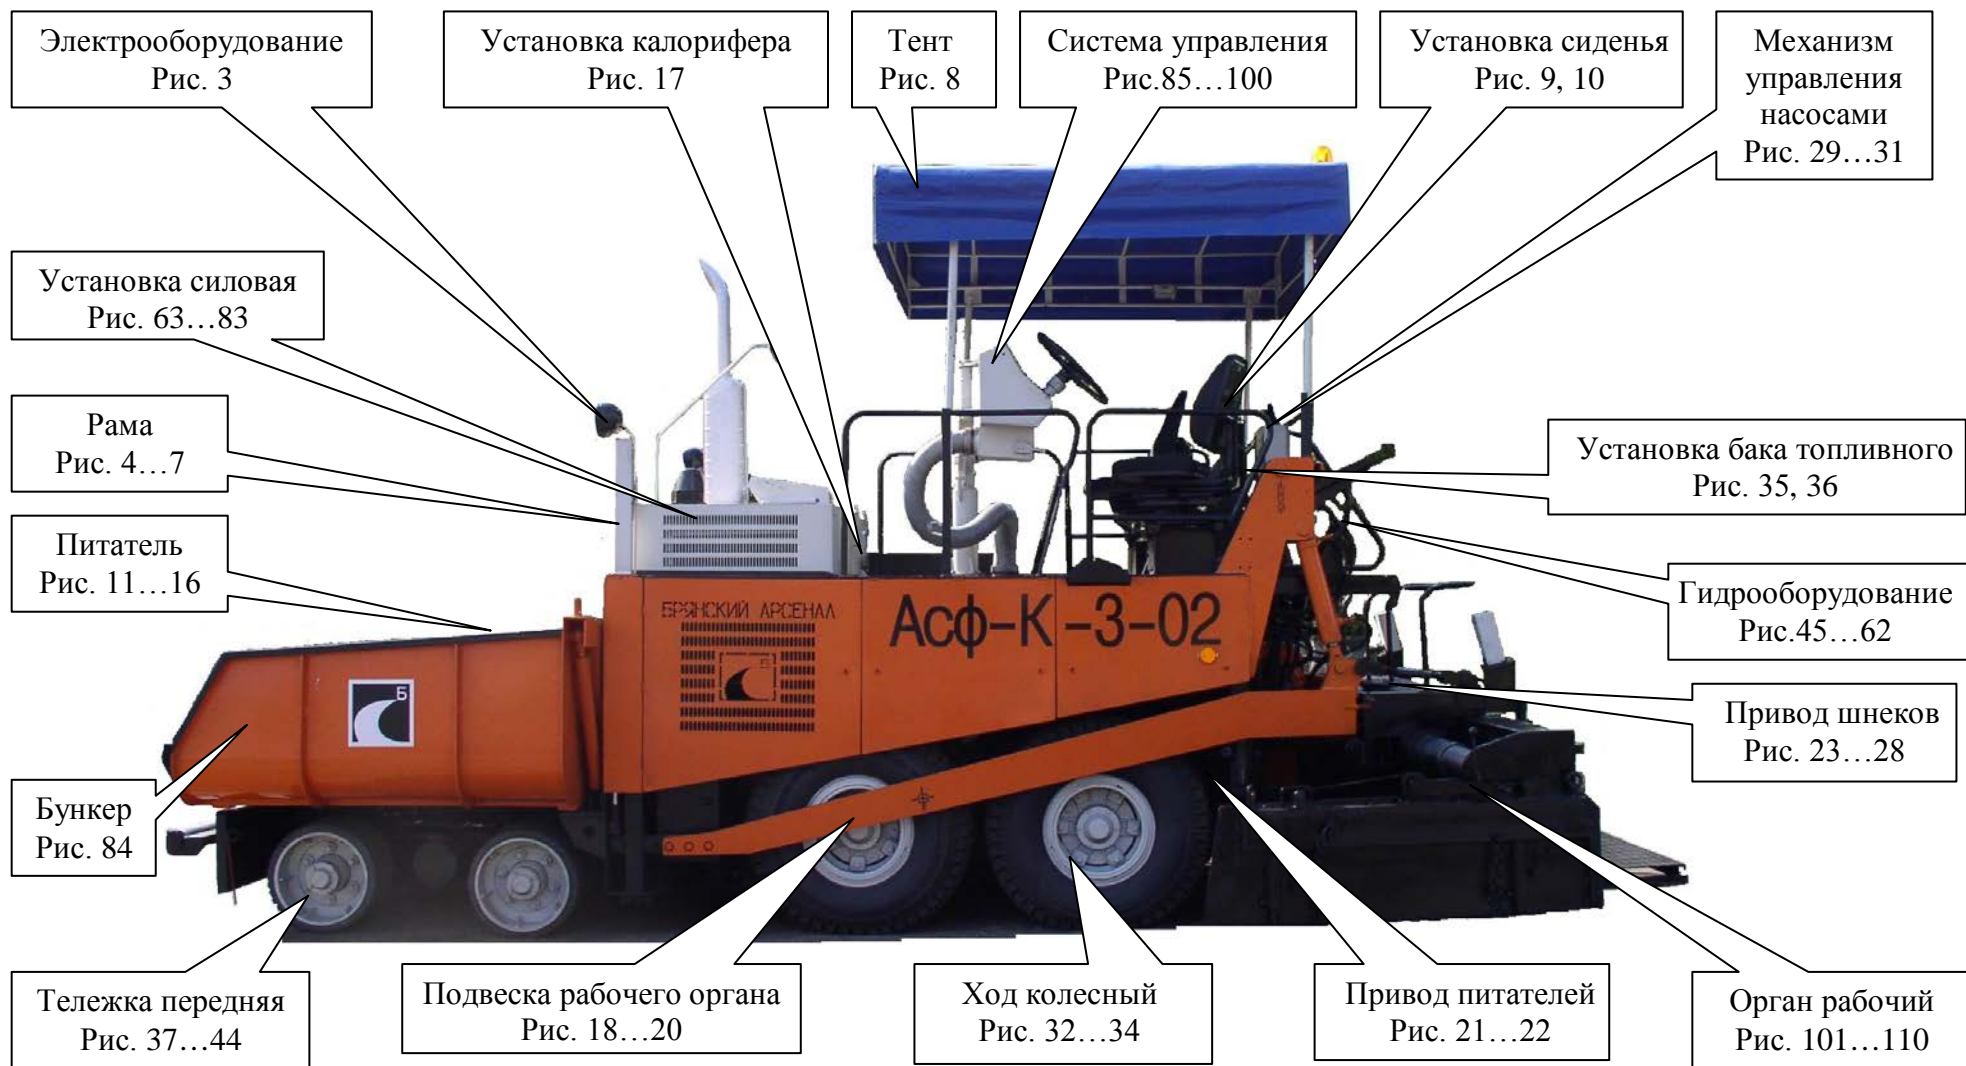 Электрооборудование
Рис. 3
Установка калорифера
Рис. 17
Тент
Рис. 8
Система управления
Рис.85…100
Установка сиденья
Рис. 9, 10
Механизм
управления
насосами
Рис. 29…31
Установка силовая
Рис. 63…83
Рама
Рис. 4…7
Установка бака топливного
Рис. 35, 36
Питатель
Рис. 11…16
Гидрооборудование
Рис.45…62
БРЯНСКИЙ АРСЕНАЛ
Асф-К-3-02
Б
Привод шнеков
Рис. 23…28
Бункер
Рис. 84
Тележка передняя
Рис. 37…44
Подвеска рабочего органа
Рис. 18…20
Ход колесный
Рис. 32…34
Привод питателей
Рис. 21…22
Орган рабочий
Рис. 101…110